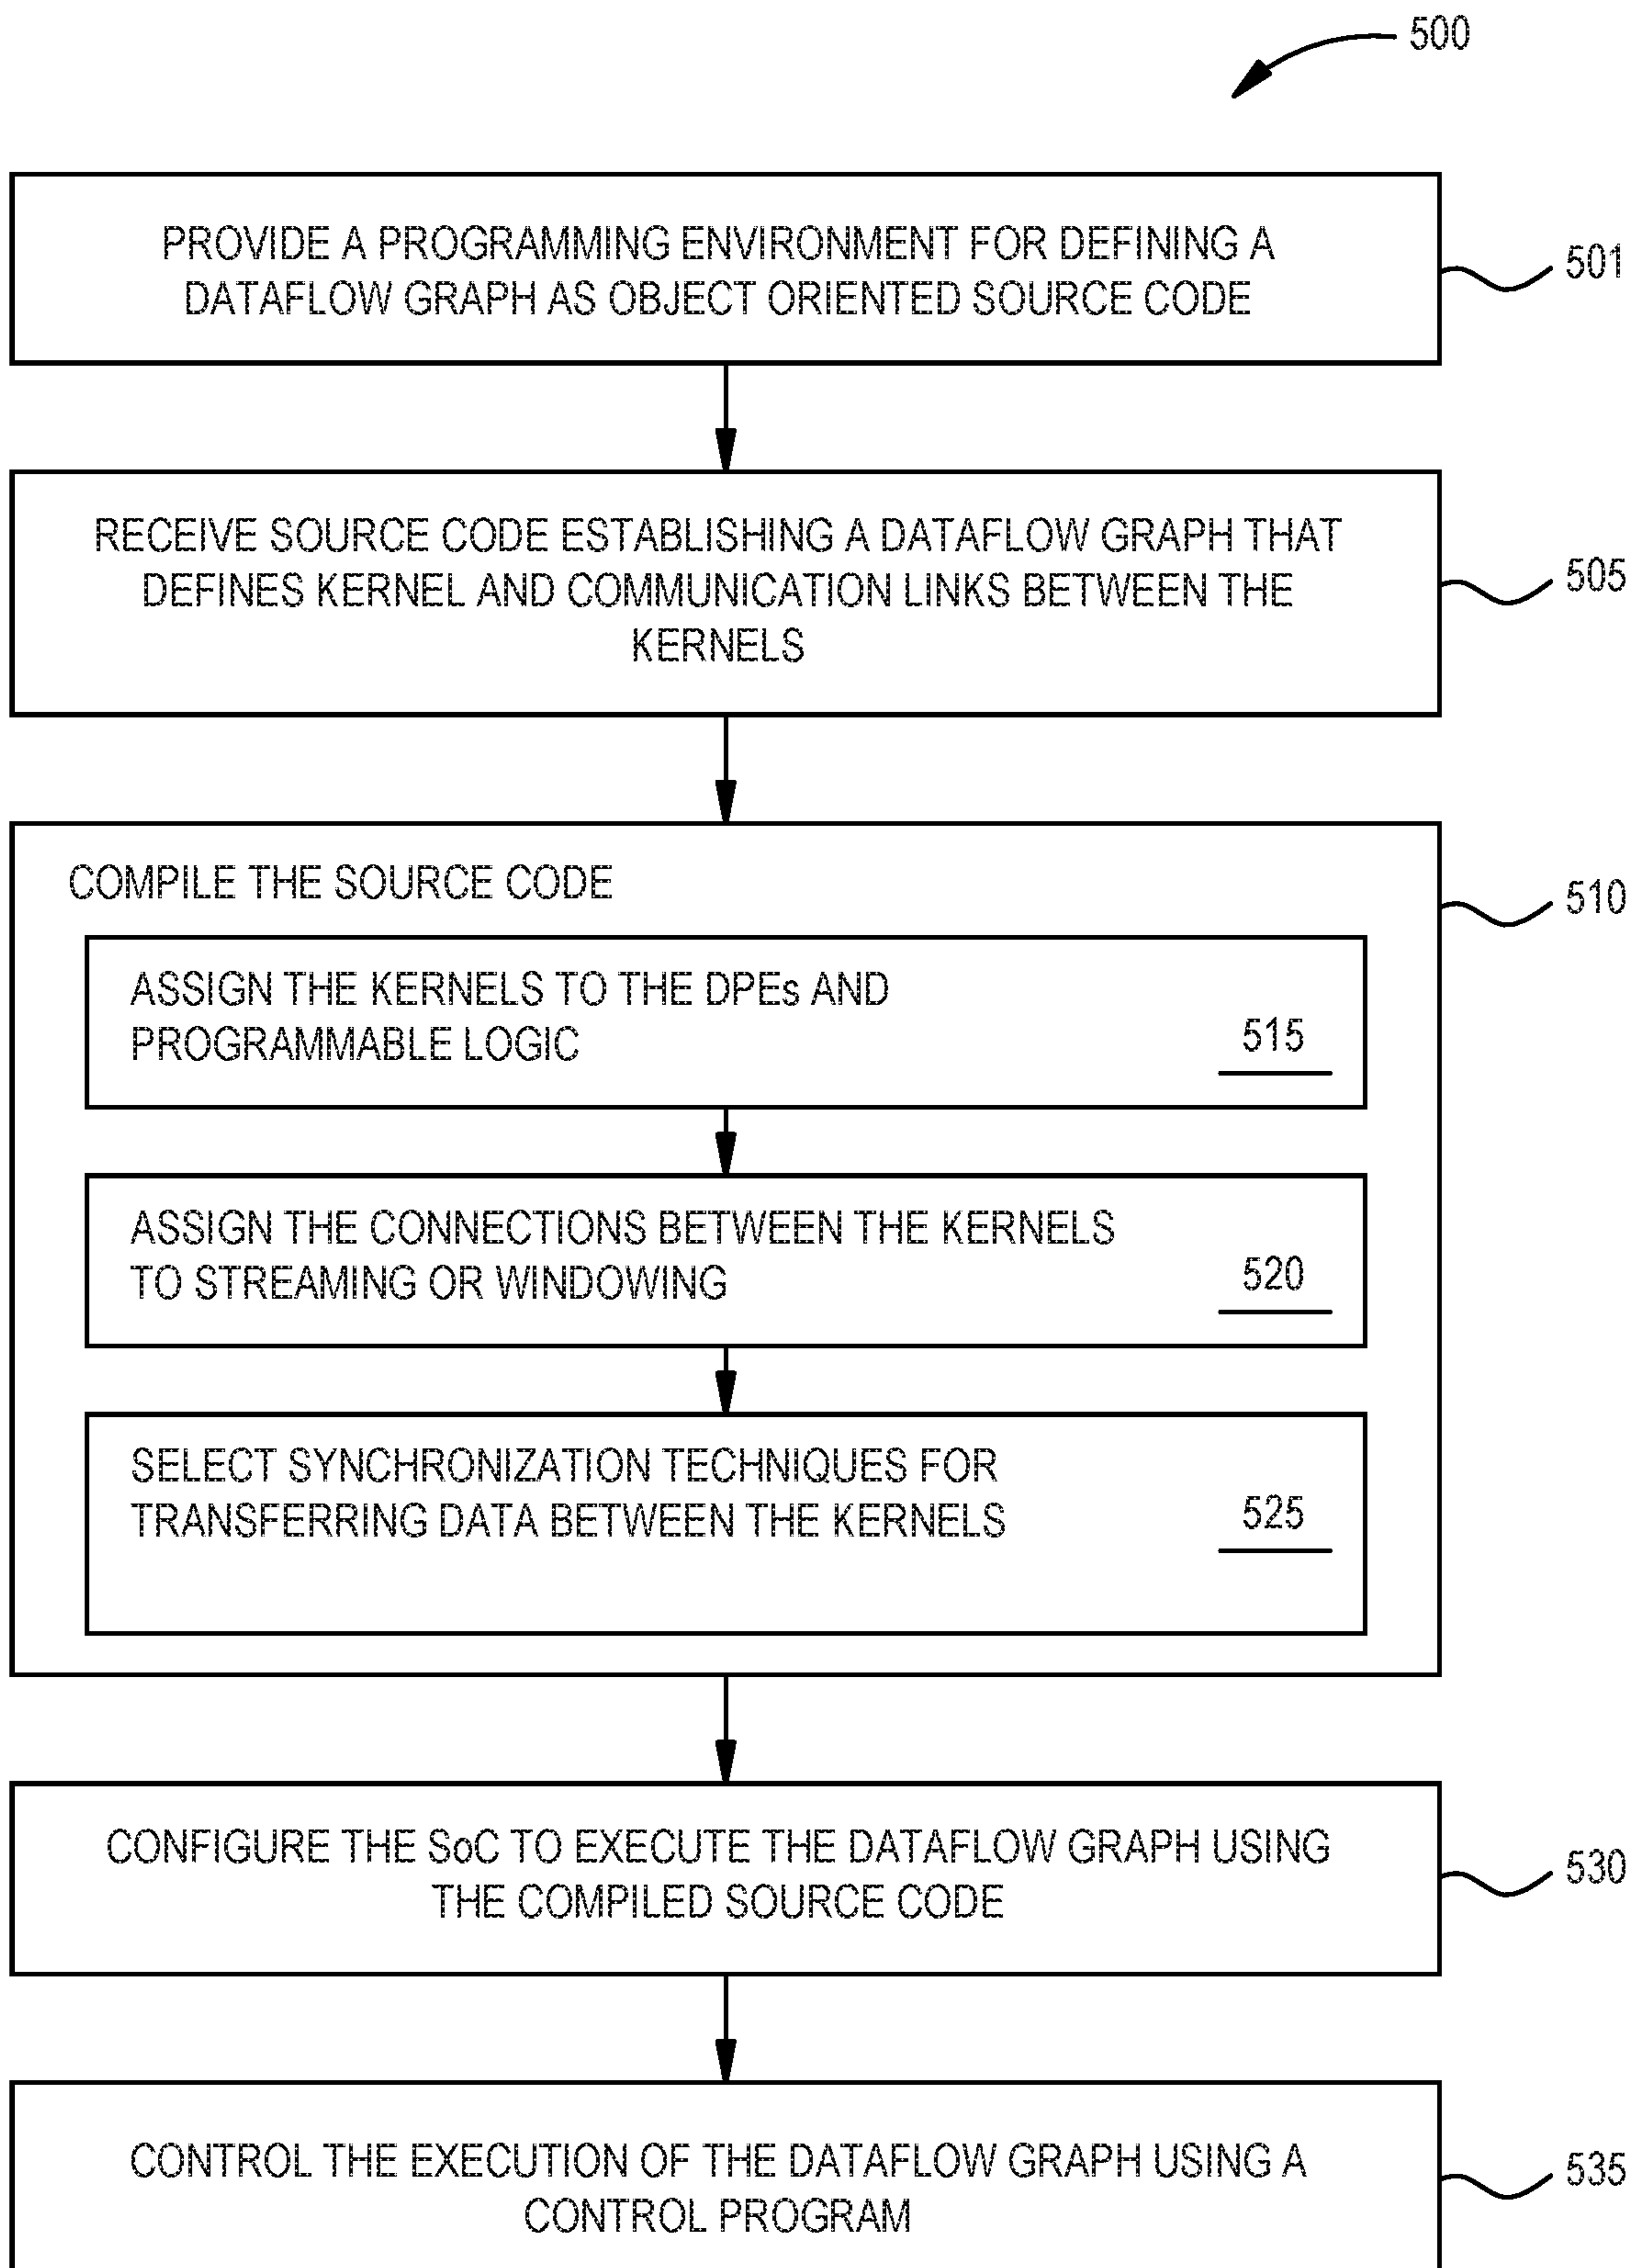 500
PROVIDE A PROGRAMMING ENVIRONMENT FOR DEFINING A
DATAFLOW GRAPH AS OBJECT ORIENTED SOURCE CODE
501
RECEIVE SOURCE CODE ESTABLISHING A DATAFLOW GRAPH THAT
DEFINES KERNEL AND COMMUNICATION LINKS BETWEEN THE
KERNELS
505
COMPILE THE SOURCE CODE
510
ASSIGN THE KERNELS TO THE DPEs AND
PROGRAMMABLE LOGIC
515
ASSIGN THE CONNECTIONS BETWEEN THE KERNELS
TO STREAMING OR WINDOWING
520
SELECT SYNCHRONIZATION TECHNIQUES FOR
TRANSFERRING DATA BETWEEN THE KERNELS
525
CONFIGURE THE SoC TO EXECUTE THE DATAFLOW GRAPH USING
THE COMPILED SOURCE CODE
530
CONTROL THE EXECUTION OF THE DATAFLOW GRAPH USING A
CONTROL PROGRAM
535